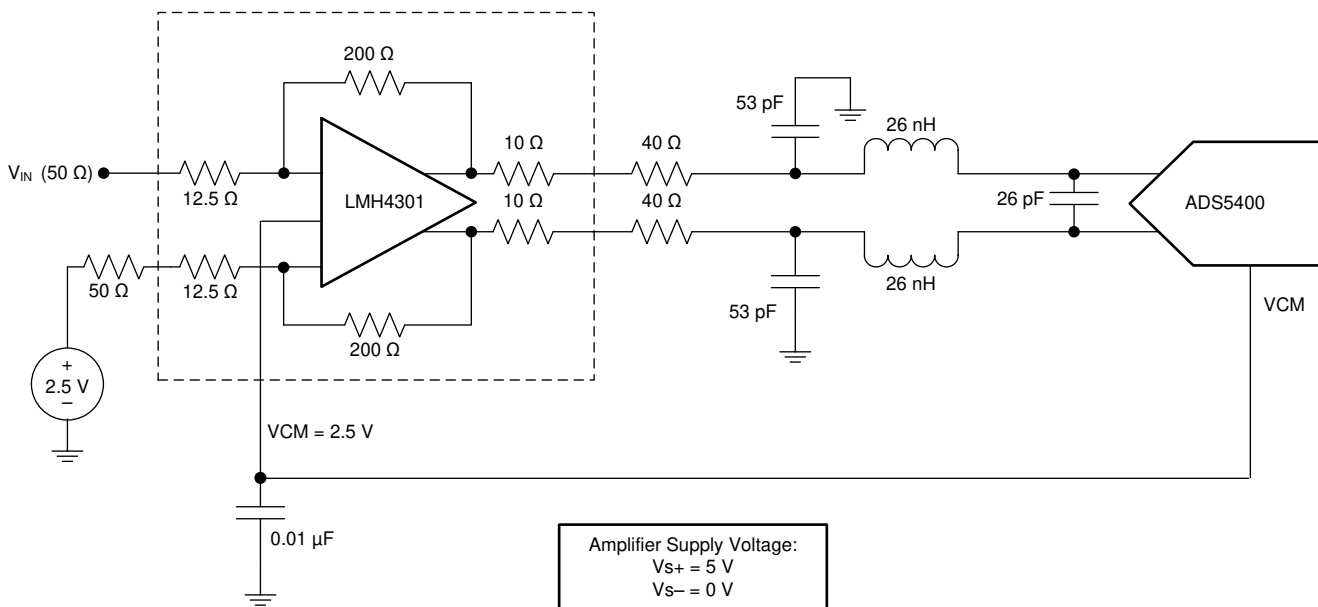 200 Ω
53 pF
26 nH
10 Ω
40 Ω
V_IN (50 Ω)
12.5 Ω
LMH4301
10 Ω
40 Ω
26 pF
ADS5400
50 Ω
12.5 Ω
200 Ω
53 pF
26 nH
VCM
+
2.5 V
–
VCM = 2.5 V
0.01 µF
Amplifier Supply Voltage:
Vs+ = 5 V
Vs– = 0 V